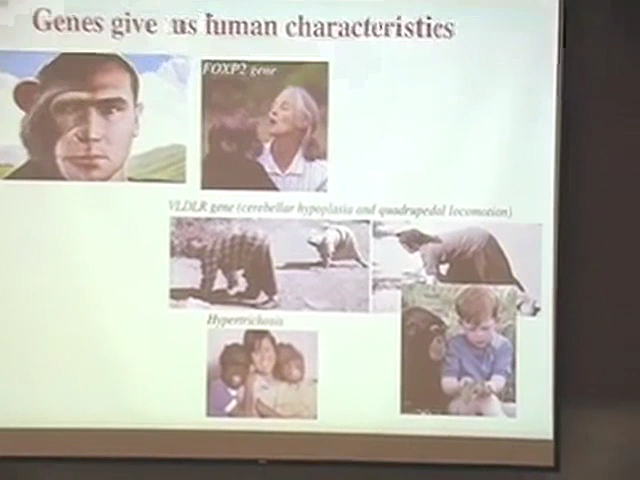 Genes give us human characteristics
FOXP2 gene
VLDLR gene (cerebellar hypoplasia and quadrupedal locomotion)
Hypertrichosis